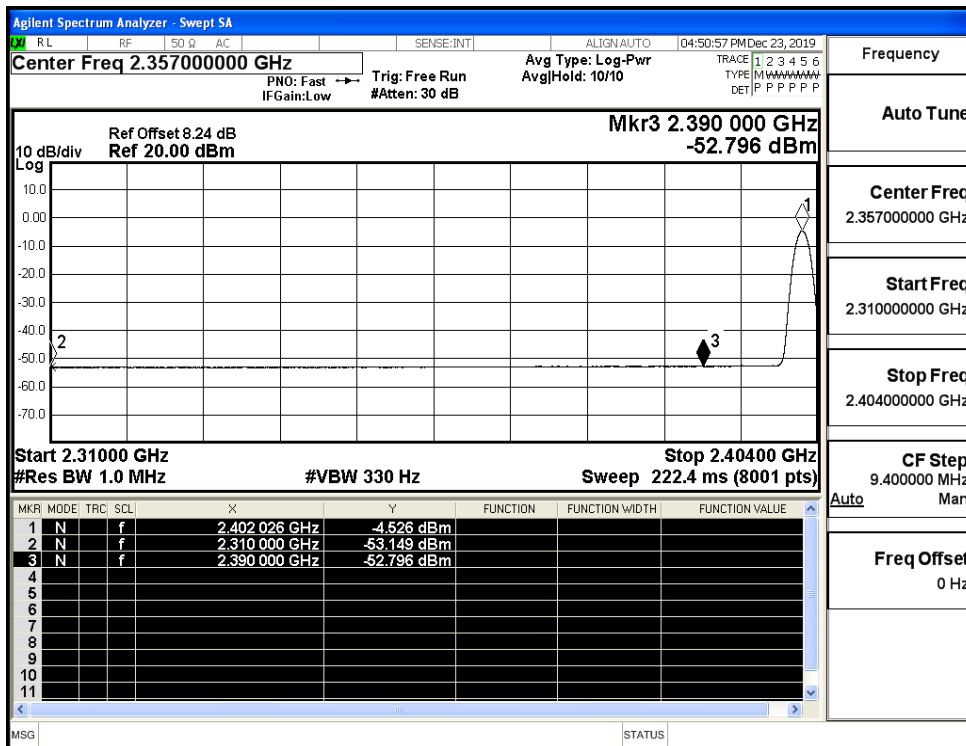 Agilent Spectrum Analyzer - Swept SA
LXI RL RF 50 Ω AC SENSE:INT ALIGN AUTO 04:50:57 PM Dec 23, 2019
Center Freq 2.357000000 GHz
PNO: Fast
IFGain:Low
Trig: Free Run
#Atten: 30 dB
Avg Type: Log-Pwr
Avg|Hold: 10/10
TRACE 1 2 3 4 5 6
TYPE M WWWWW
DET P P P P P P
Ref Offset 8.24 dB
10 dB/div Ref 20.00 dBm
Log
Mkr3 2.390 000 GHz
-52.796 dBm
10.0
0.00
-10.0
-20.0
-30.0
-40.0
-50.0
-60.0
-70.0
1
2
3
Start 2.31000 GHz Stop 2.40400 GHz
#Res BW 1.0 MHz #VBW 330 Hz Sweep 222.4 ms (8001 pts)
MKR MODE TRC SCL X Y FUNCTION FUNCTION WIDTH FUNCTION VALUE
1 N f 2.402 026 GHz -4.526 dBm
2 N f 2.310 000 GHz -53.149 dBm
3 N f 2.390 000 GHz -52.796 dBm
4
5
6
7
8
9
10
11
MSG STATUS
Frequency
Auto Tune
Center Freq
2.357000000 GHz
Start Freq
2.310000000 GHz
Stop Freq
2.404000000 GHz
CF Step
9.400000 MHz
Auto Man
Freq Offset
0 Hz